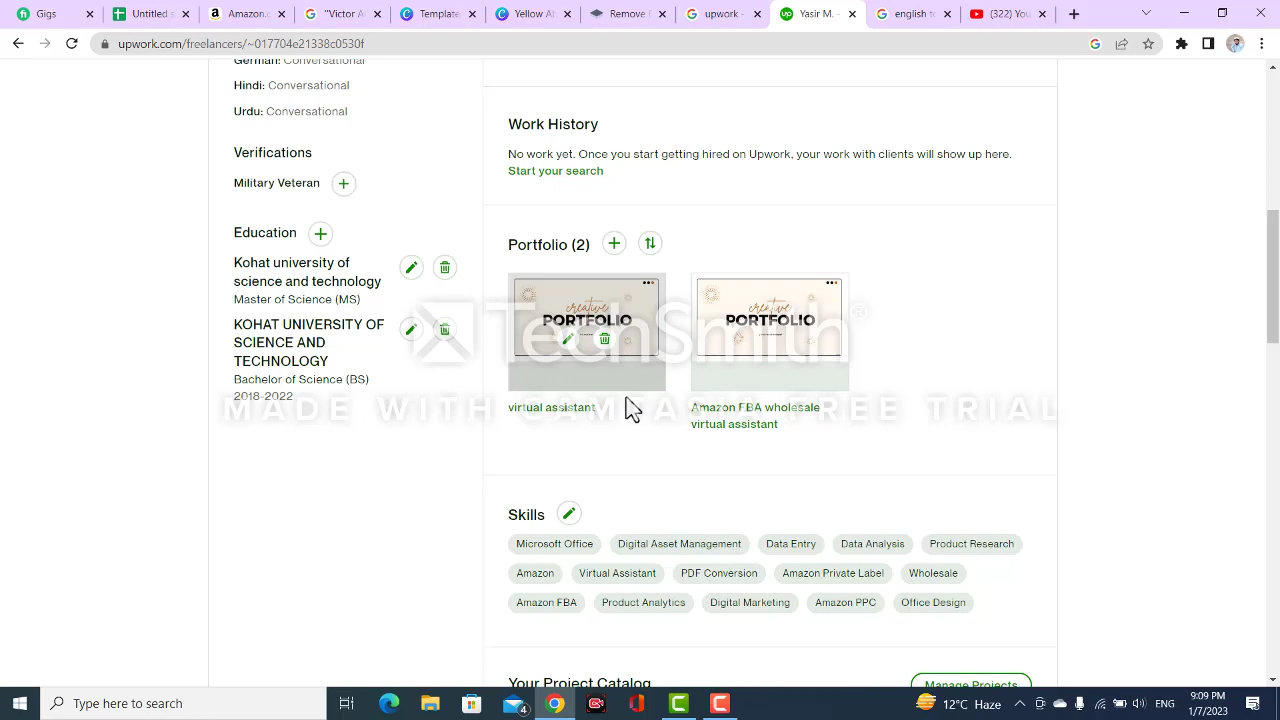 Gigs
Untitled s
Amazon.c
"Victor Al
Template
Yellow
Remove
upwork -
Yasir M. -
english to
(322) You
upwork.com/freelancers/~017704e21338c0530f
German: Conversational
Hindi: Conversational
Urdu: Conversational
Verifications
Military Veteran
Education
Kohat university of
science and technology
Master of Science (MS)
KOHAT UNIVERSITY OF
SCIENCE AND
TECHNOLOGY
Bachelor of Science (BS)
2018-2022
Work History
No work yet. Once you start getting hired on Upwork, your work with clients will show up here.
Start your search
Portfolio (2)
creative
PORTFOLIO
creative
PORTFOLIO
virtual assistant
Amazon FBA wholesale
virtual assistant
TechSmith®
MADE WITH CAMTASIA FREE TRIAL
Skills
Microsoft Office
Digital Asset Management
Data Entry
Data Analysis
Product Research
Amazon
Virtual Assistant
PDF Conversion
Amazon Private Label
Wholesale
Amazon FBA
Product Analytics
Digital Marketing
Amazon PPC
Office Design
Your Project Catalog
Manage Projects
Type here to search
4
12°C Haze
ENG
9:09 PM
1/7/2023